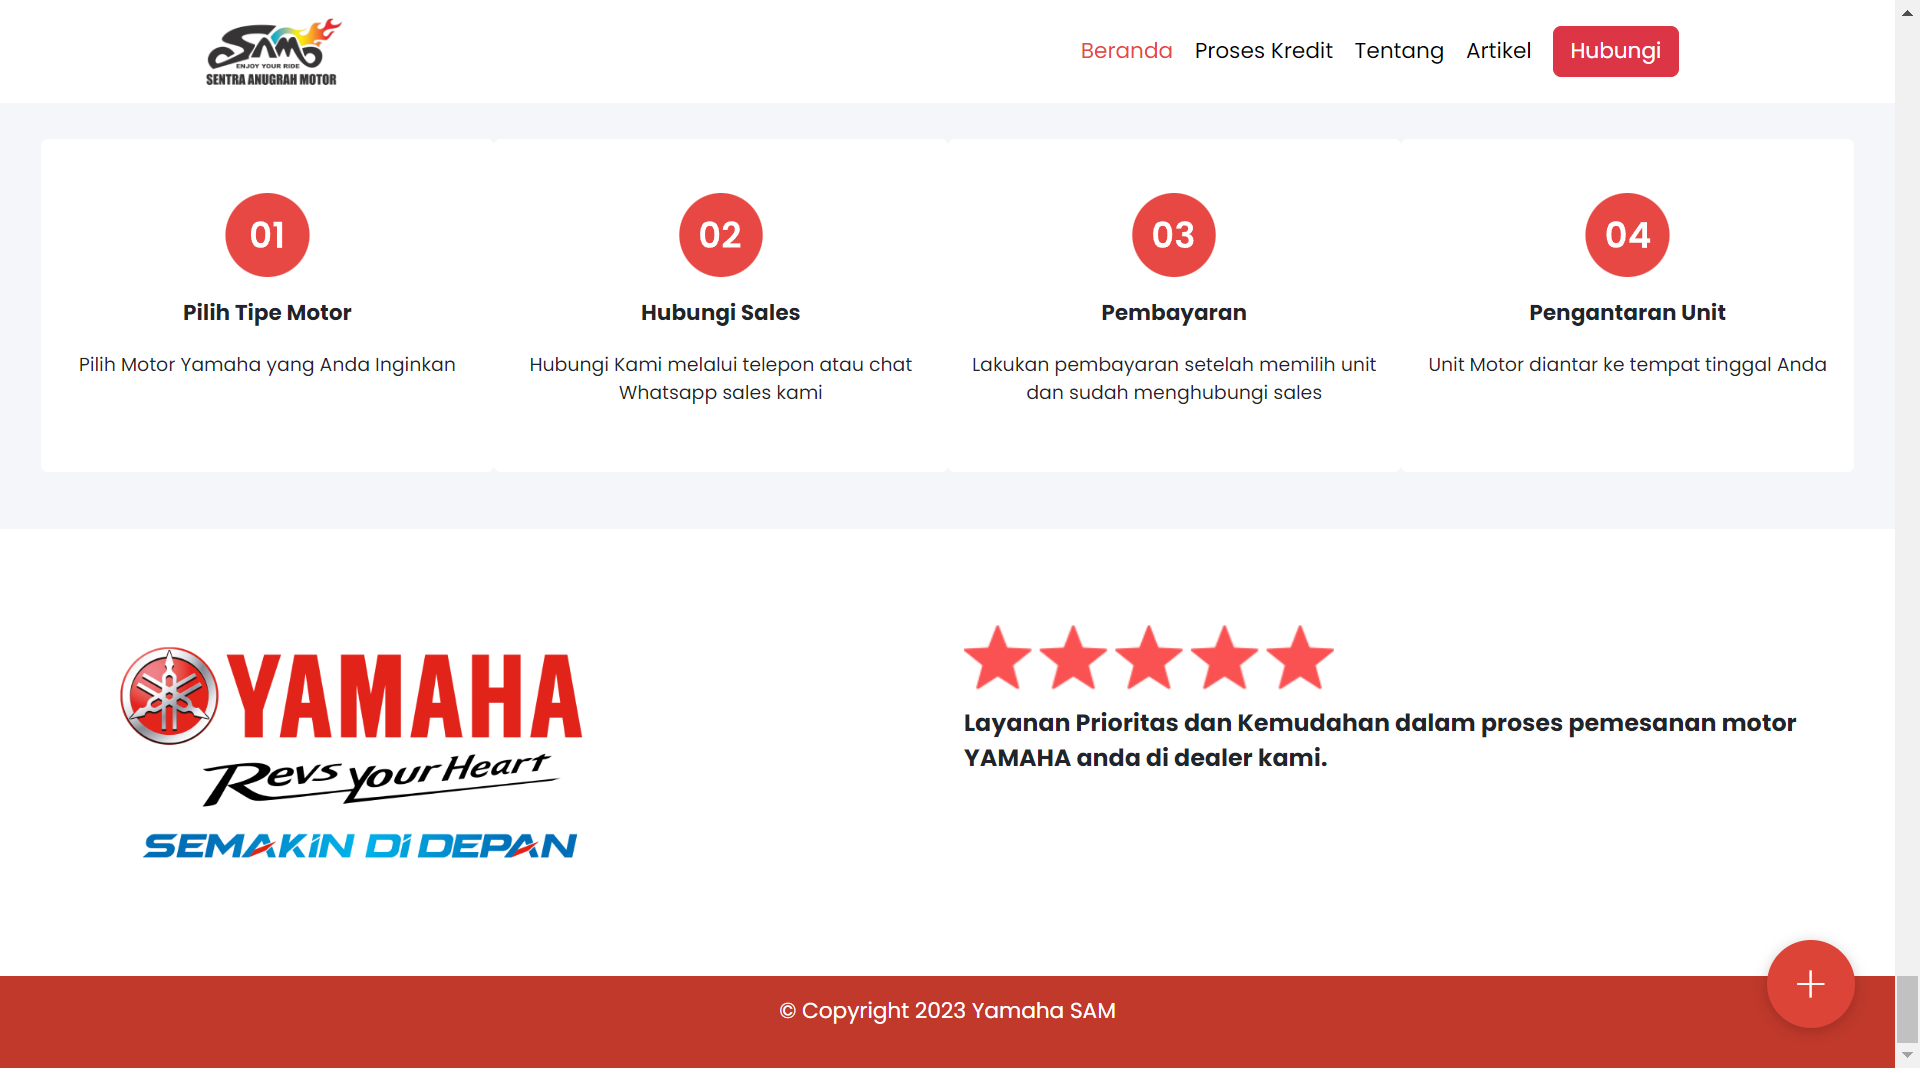 SAM
ENJOY YOUR RIDE
SENTRA ANUGRAH MOTOR
Beranda
Proses Kredit
Tentang
Artikel
Hubungi
01
Pilih Tipe Motor
Pilih Motor Yamaha yang Anda Inginkan
02
Hubungi Sales
Hubungi Kami melalui telepon atau chat
Whatsapp sales kami
03
Pembayaran
Lakukan pembayaran setelah memilih unit
dan sudah menghubungi sales
04
Pengantaran Unit
Unit Motor diantar ke tempat tinggal Anda
YAMAHA
Revs your Heart
SEMAKIN DI DEPAN
Layanan Prioritas dan Kemudahan dalam proses pemesanan motor
YAMAHA anda di dealer kami.
© Copyright 2023 Yamaha SAM